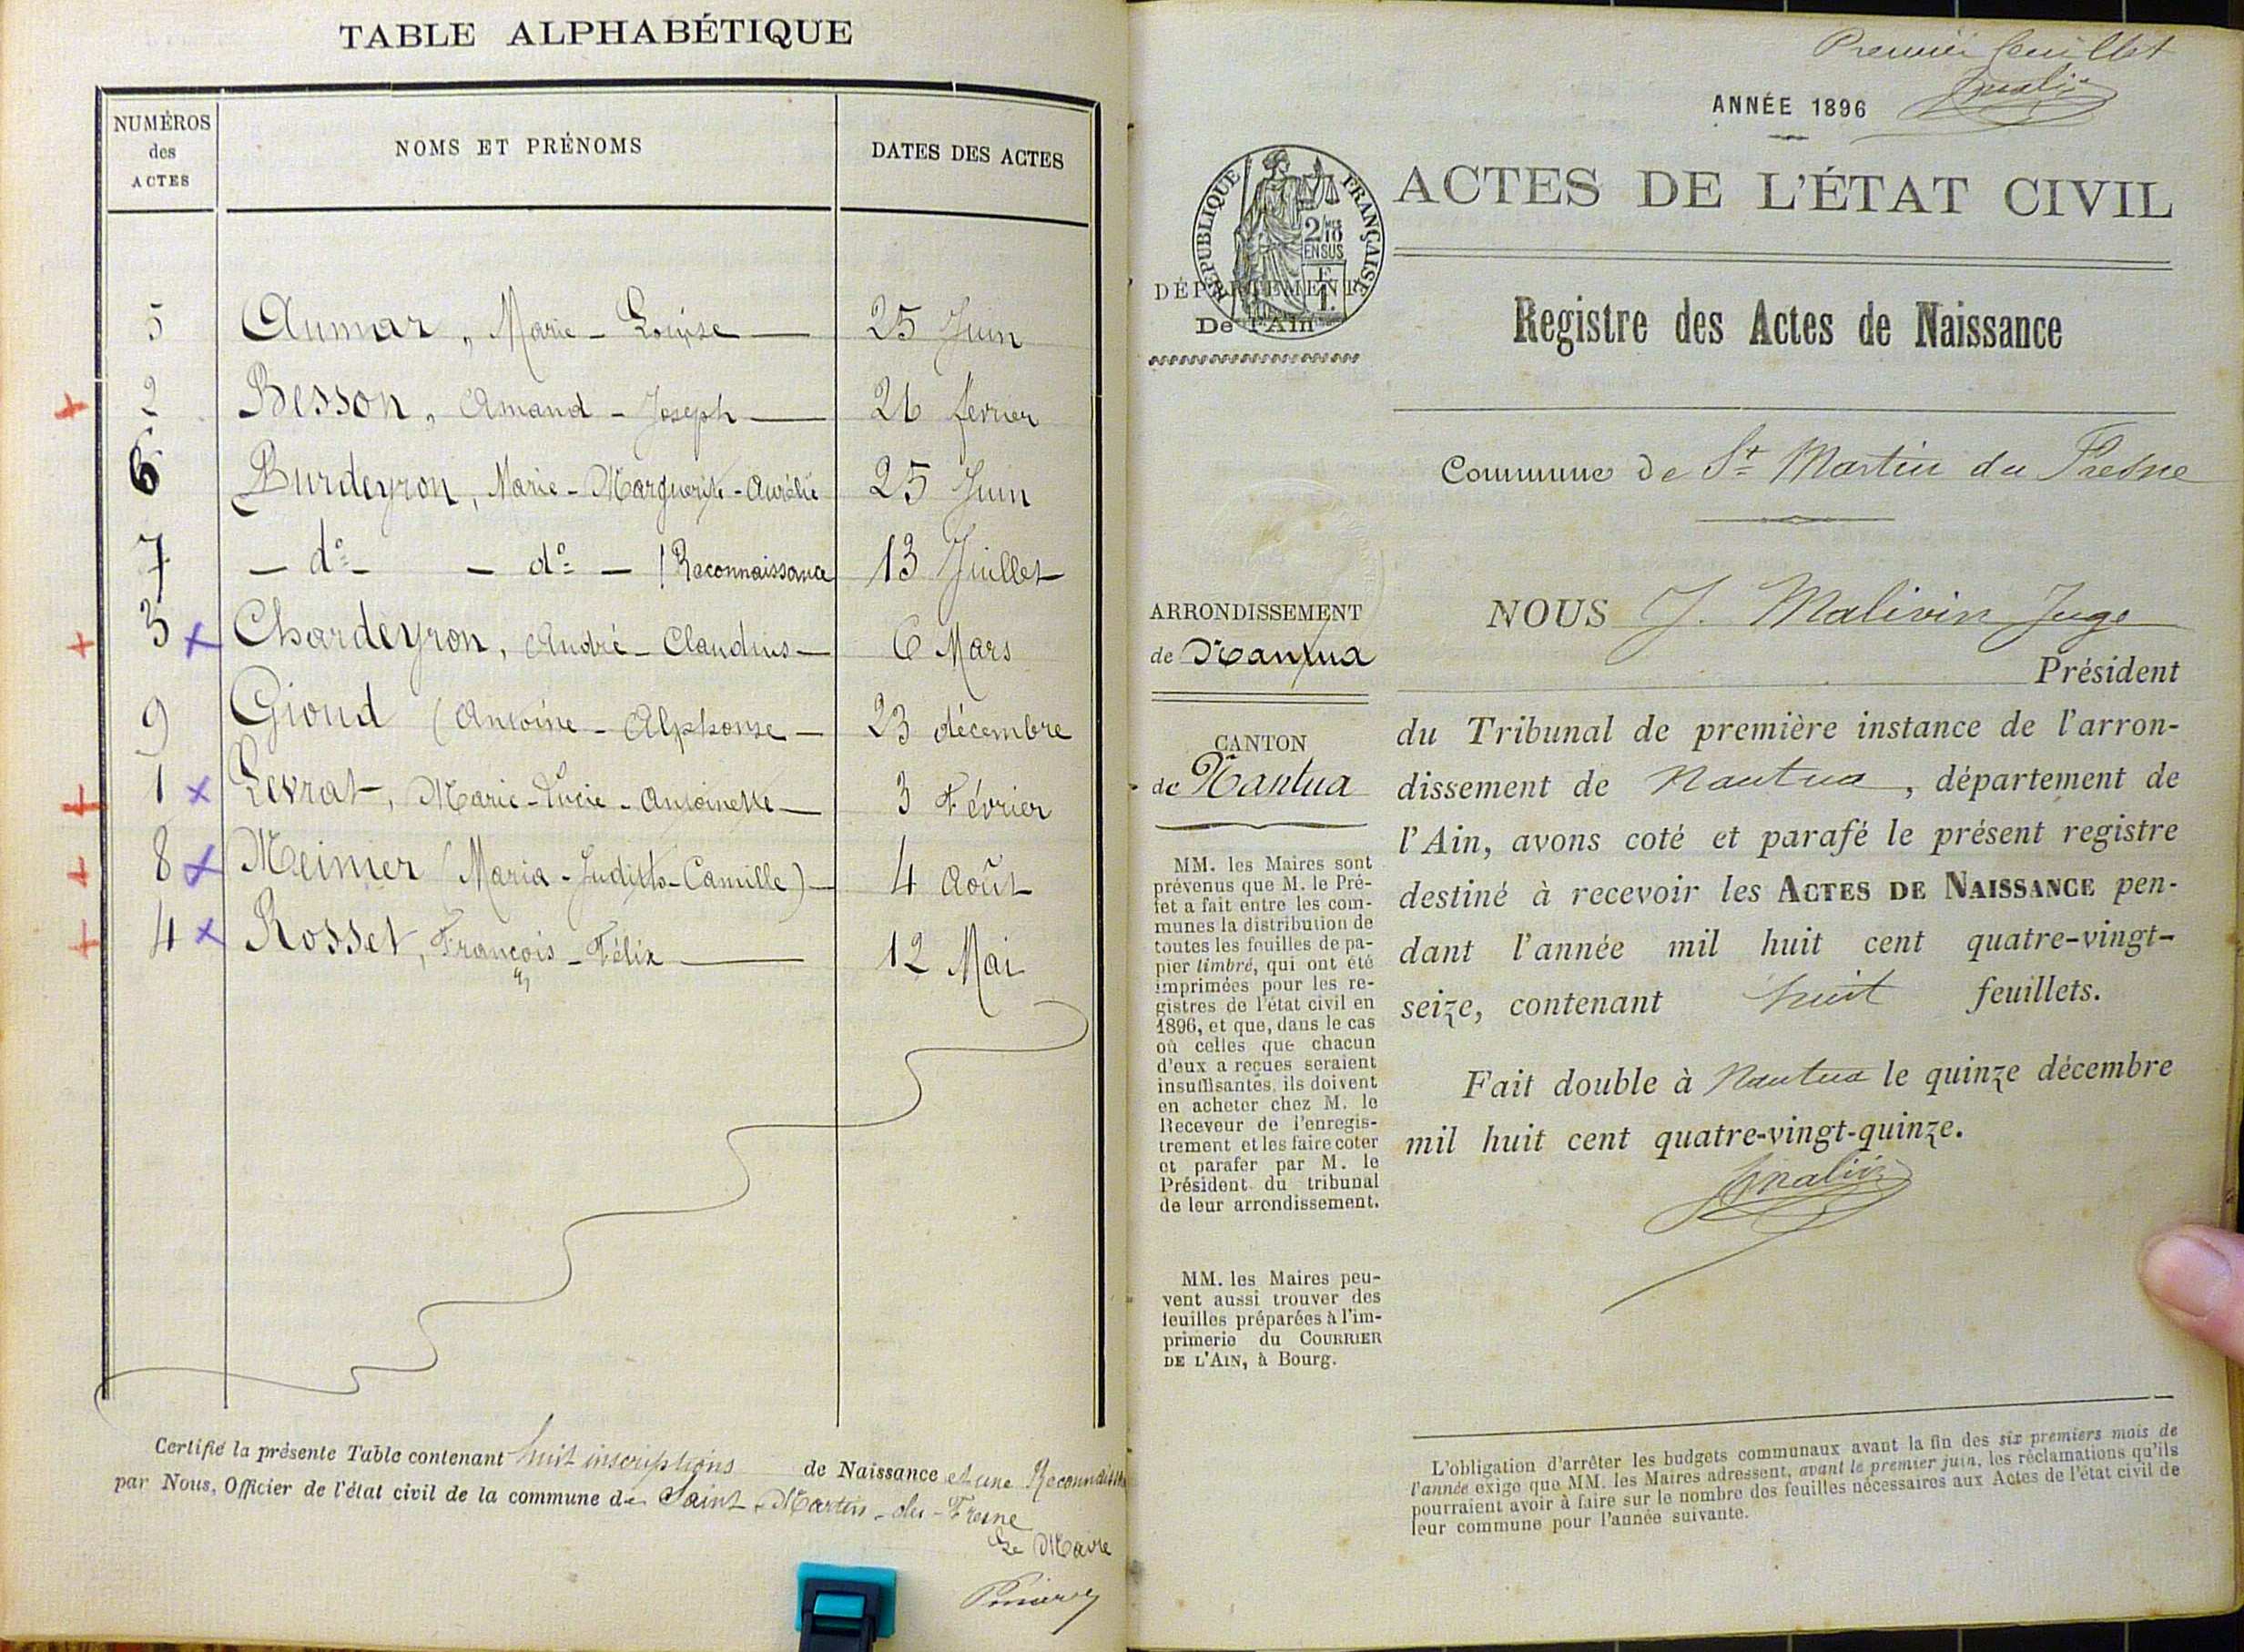 TABLE ALPHABÉTIQUE
NUMÉROS
des
ACTES
NOMS ET PRÉNOMS
DATES DES ACTES
5 Aumar, Marie-Louise — 25 Juin
2 Besson, Amand-Joseph — 26 février
6 Burdeyron, Marie-Marguerite-Aurélie 25 Juin
7 — do — — do — (Reconnaissance 13 Juillet
3 Chardeyron, André-Claudius — 6 Mars
9 Gioud (Antoine-Alphonse — 23 décembre
1 Levrat, Marie-Lucie-Antoinette — 3 Février
8 Meinier (Maria-Judith-Camille) — 4 Août
4 Rosset, François-Félix — 12 Mai
Certifié la présente Table contenant huit inscriptions de Naissance et une Reconnaiss
par Nous, Officier de l'état civil de la commune de Saint-Martin-du-Fresne
Le Maire
Premier feuillet
JMalivin
ANNÉE 1896
RÉPUBLIQUE FRANÇAISE
2/10
EN SUS
ACTES DE L'ÉTAT CIVIL
DÉPARTEMENT
De l'Ain
Registre des Actes de Naissance
Commune de St Martin du Fresne
ARRONDISSEMENT
de Nantua
CANTON
de Nantua
MM. les Maires sont
prévenus que M. le Pré-
fet a fait entre les com-
munes la distribution de
toutes les feuilles de pa-
pier timbré, qui ont été
imprimées pour les re-
gistres de l'état civil en
1896, et que, dans le cas
où celles que chacun
d'eux a reçues seraient
insuffisantes, ils doivent
en acheter chez M. le
Receveur de l'enregis-
trement et les faire coter
et parafer par M. le
Président du tribunal
de leur arrondissement.
MM. les Maires peu-
vent aussi trouver des
feuilles préparées à l'im-
primerie du COURRIER
DE L'AIN, à Bourg.
NOUS J. Malivin Juge
Président
du Tribunal de première instance de l'arron-
dissement de Nantua, département de
l'Ain, avons coté et parafé le présent registre
destiné à recevoir les ACTES DE NAISSANCE pen-
dant l'année mil huit cent quatre-vingt-
seize, contenant huit feuillets.
Fait double à Nantua le quinze décembre
mil huit cent quatre-vingt-quinze.
JMalivin
L'obligation d'arrêter les budgets communaux avant la fin des six premiers mois de
l'année exige que MM. les Maires adressent, avant le premier juin, les réclamations qu'ils
pourraient avoir à faire sur le nombre des feuilles nécessaires aux Actes de l'état civil de
leur commune pour l'année suivante.